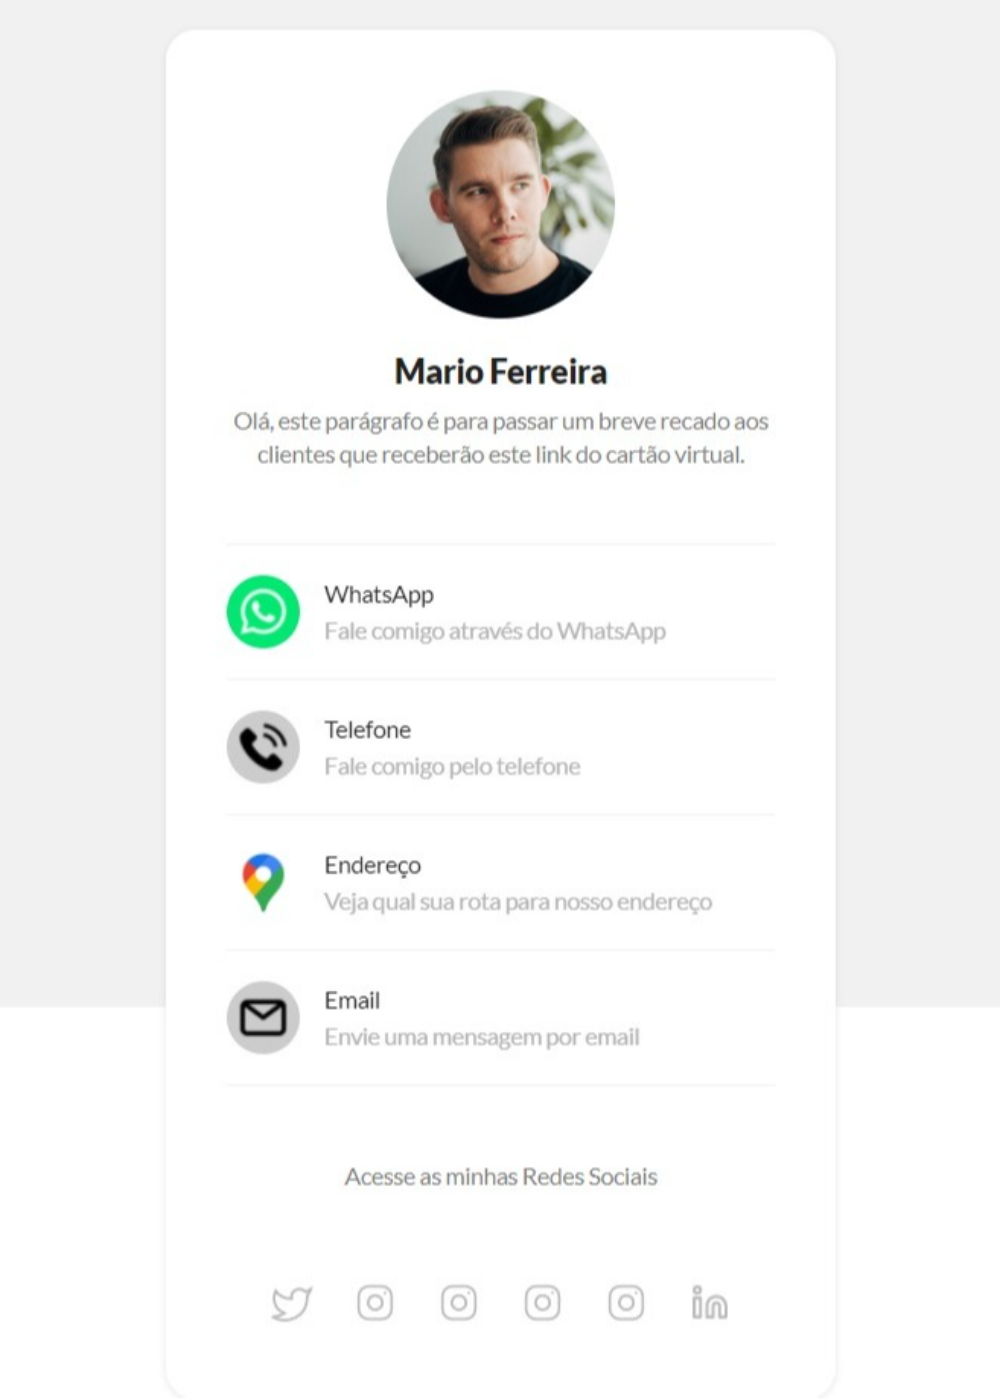 Mario Ferreira
Olá, este parágrafo é para passar um breve recado aos
clientes que receberão este link do cartão virtual.
WhatsApp
Fale comigo através do WhatsApp
Telefone
Fale comigo pelo telefone
Endereço
Veja qual sua rota para nosso endereço
Email
Envie uma mensagem por email
Acesse as minhas Redes Sociais